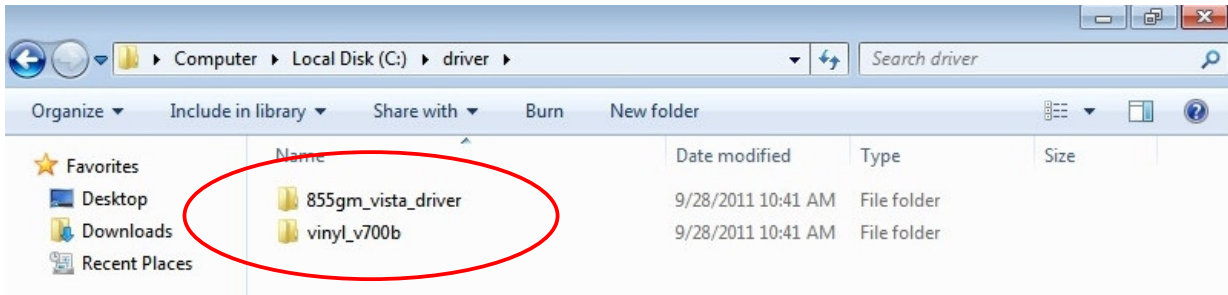 Computer Local Disk (C:) driver Search driver
Organize Include in library Share with Burn New folder
Favorites
Desktop
Downloads
Recent Places
Name Date modified Type Size
855gm_vista_driver 9/28/2011 10:41 AM File folder
vinyl_v700b 9/28/2011 10:41 AM File folder